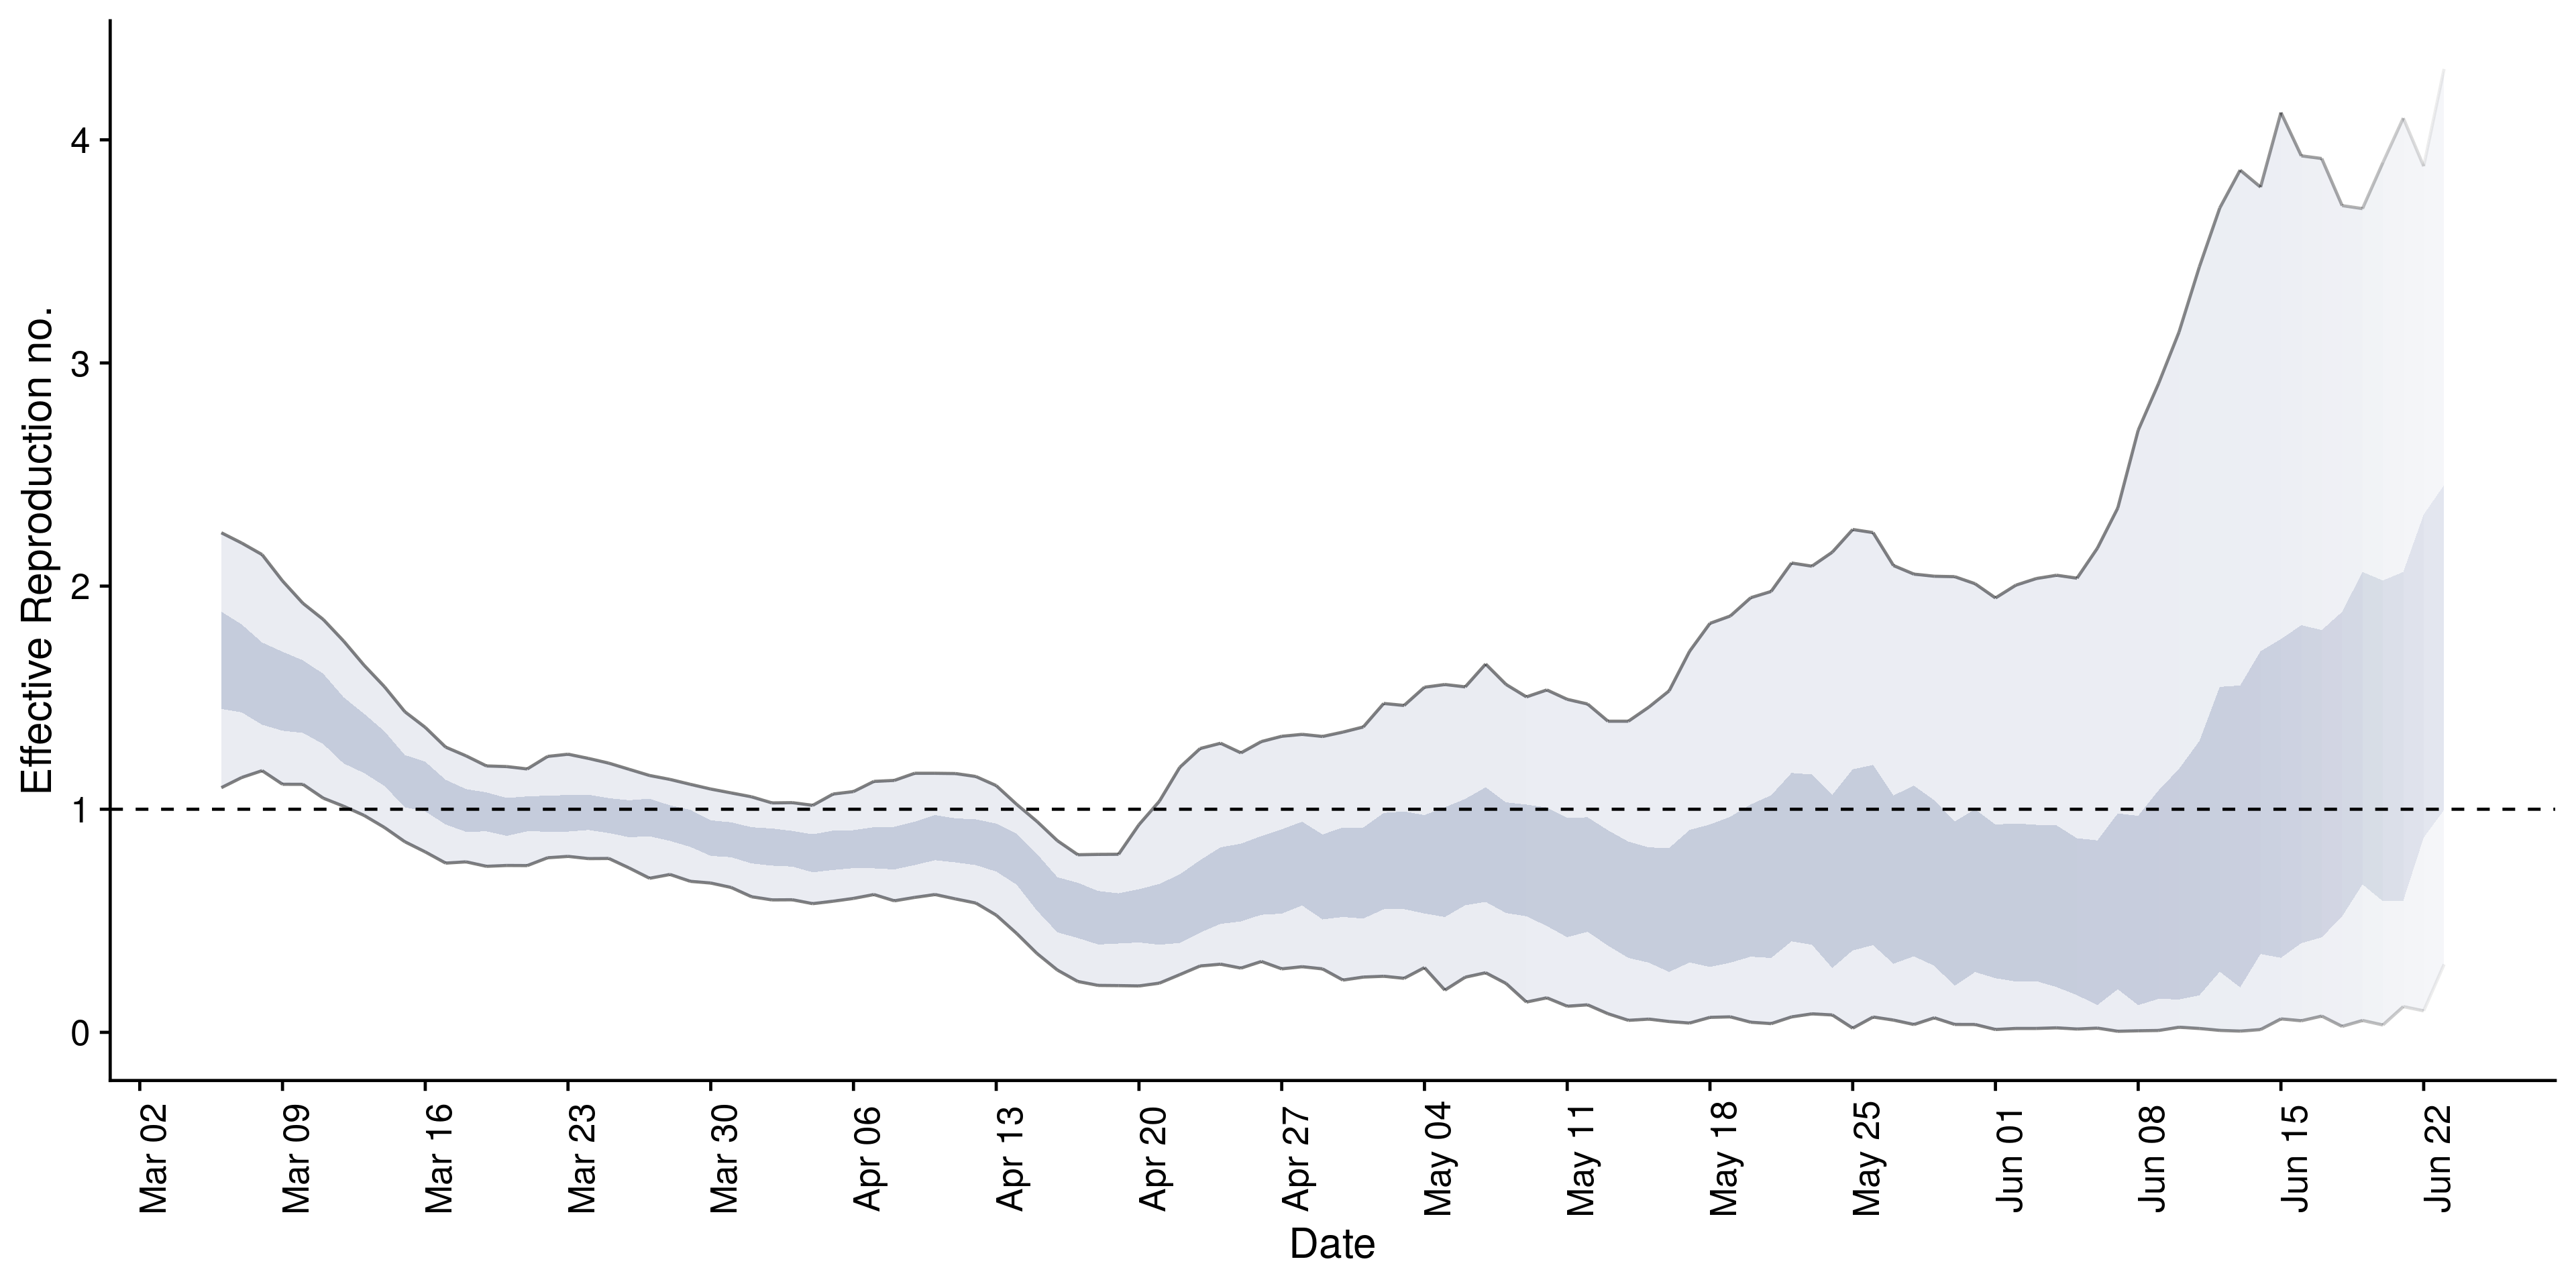 Effective Reproduction no.
4
3
2
1
0
Mar 02
Mar 09
Mar 16
Mar 23
Mar 30
Apr 06
Apr 13
Apr 20
Apr 27
May 04
May 11
May 18
May 25
Jun 01
Jun 08
Jun 15
Jun 22
Date